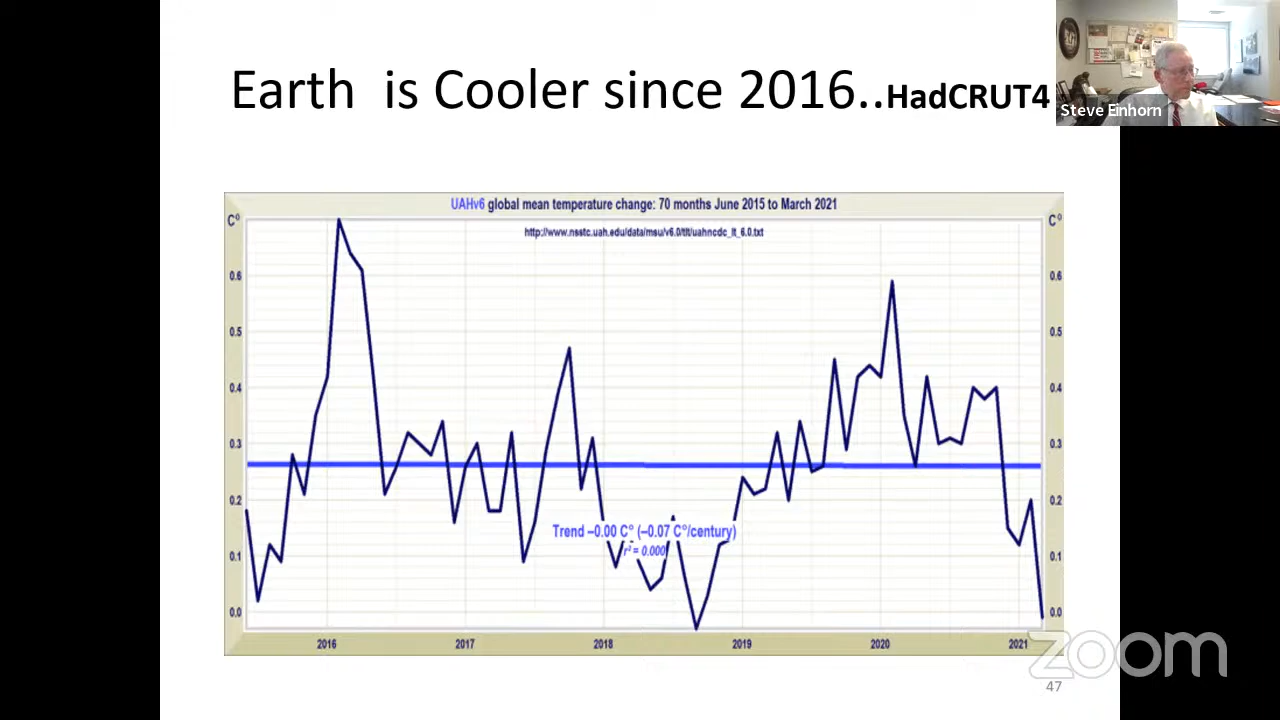 Earth is Cooler since 2016..HadCRUT4
Steve Einhorn
UAHv6 global mean temperature change: 70 months June 2015 to March 2021
C° C°
http://www.nsstc.uah.edu/data/msu/v6.0/tlt/uahncdc_lt_6.0.txt
0.6 0.6
0.5 0.5
0.4 0.4
0.3 0.3
0.2 0.2
Trend –0.00 C° (–0.07 C°/century)
r² = 0.000
0.1 0.1
0.0 0.0
2016 2017 2018 2019 2020 2021
zoom
47